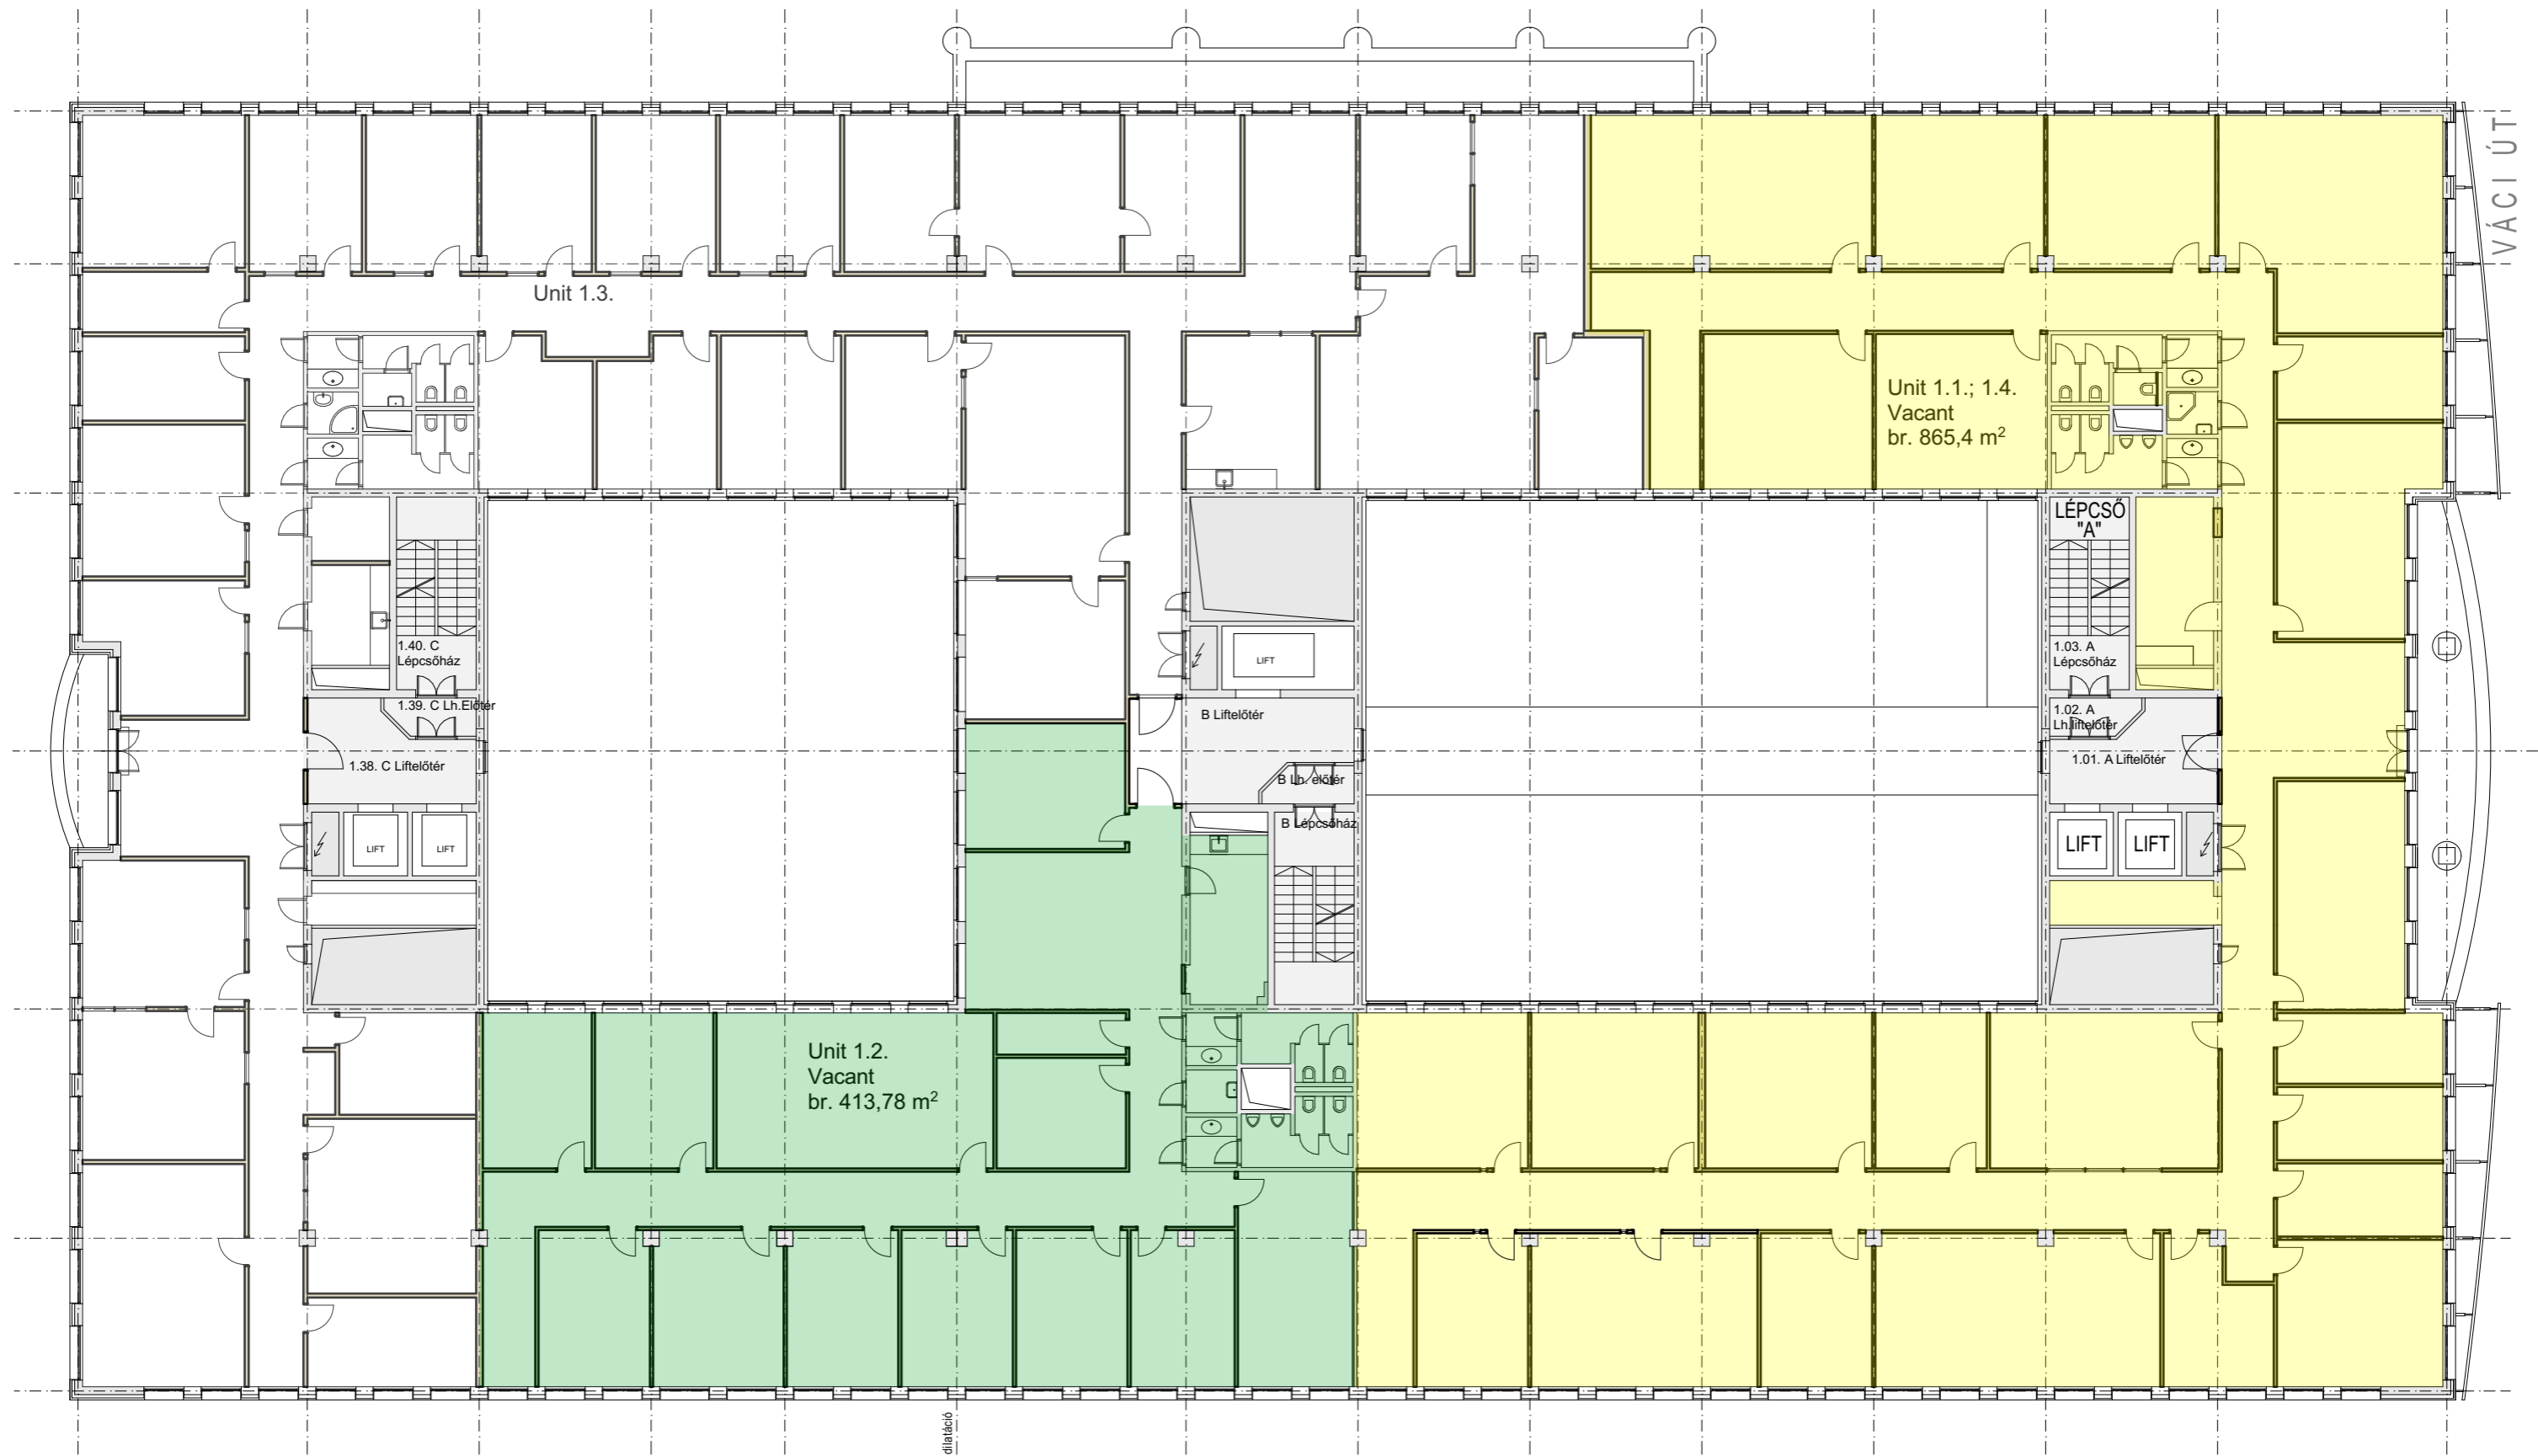 VÁCI ÚT
Unit 1.3.
Unit 1.1.; 1.4.
Vacant
br. 865,4 m²
LÉPCSŐ
"A"
1.40. C
Lépcsőház
LIFT
1.03. A
Lépcsőház
1.39. C Lh.Előtér
B Liftelőtér
1.02. A
Lh.liftelőtér
1.38. C Liftelőtér
B Lh. előtér
1.01. A Liftelőtér
B Lépcsőház
LIFT
LIFT
LIFT
LIFT
Unit 1.2.
Vacant
br. 413,78 m²
dilatáció